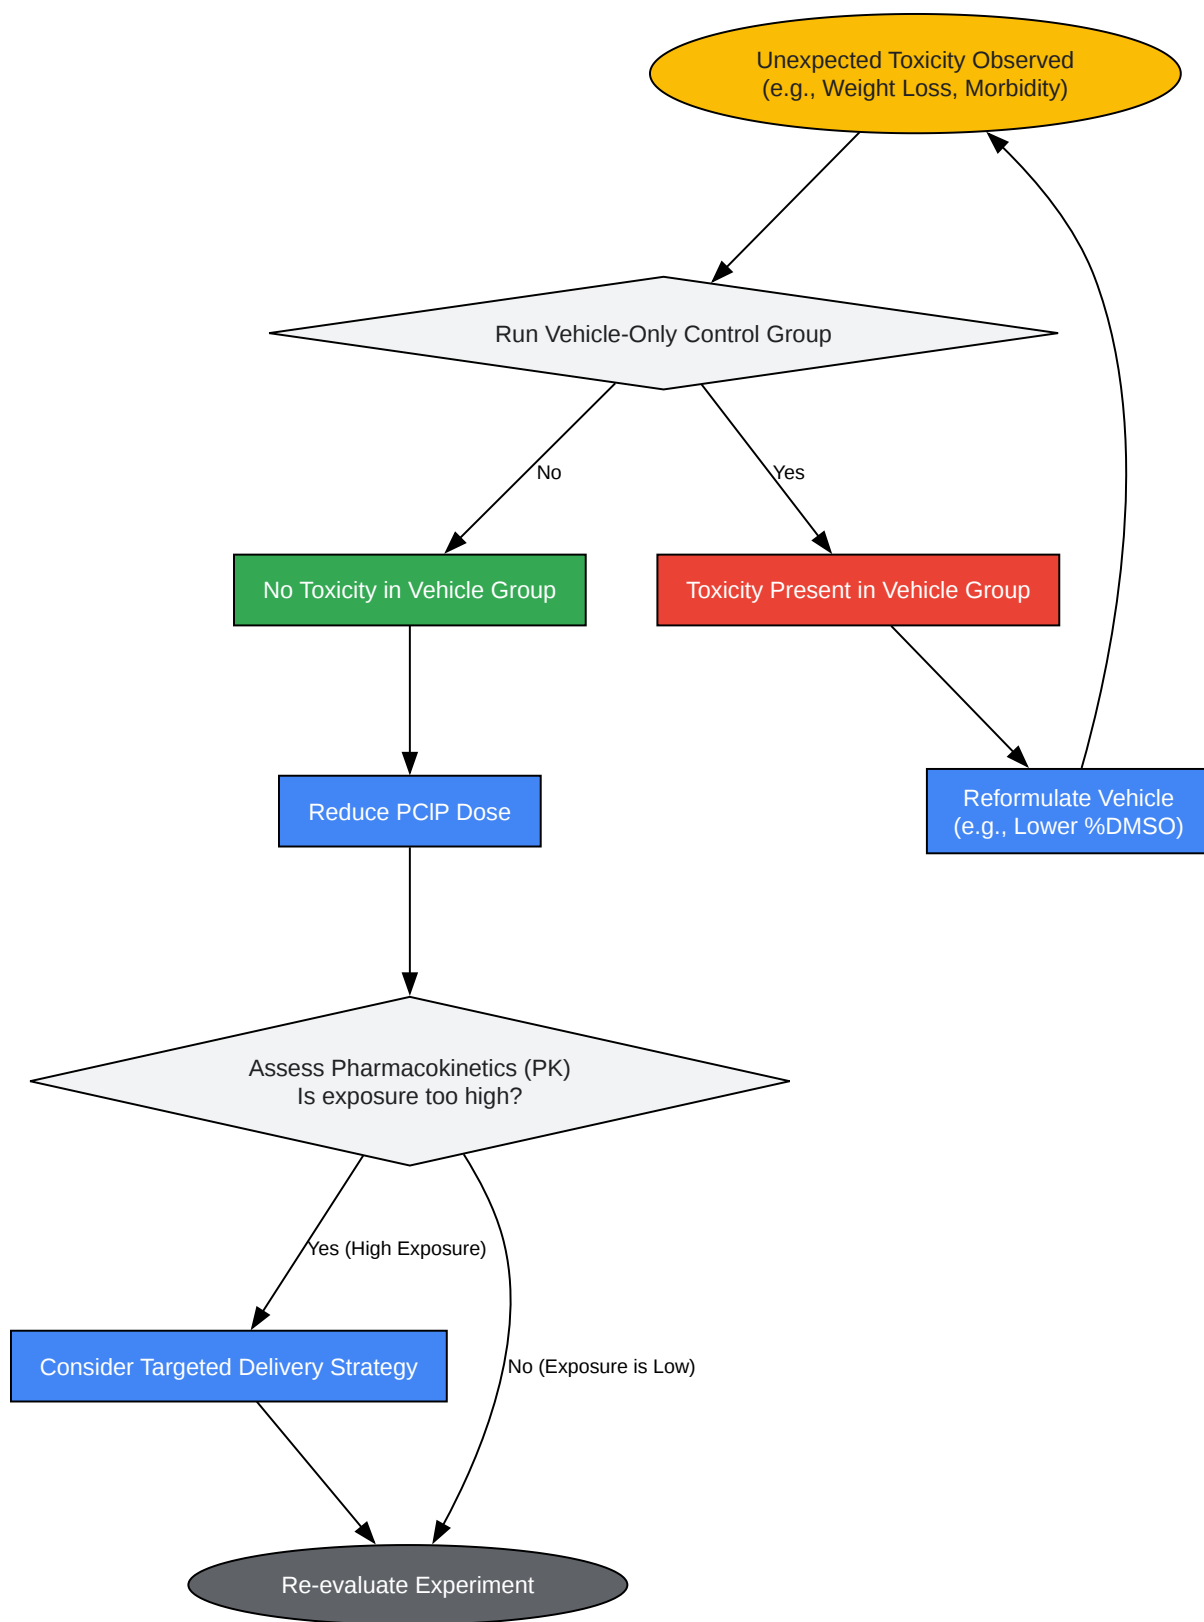 Unexpected Toxicity Observed
(e.g., Weight Loss, Morbidity)
Run Vehicle-Only Control Group
No
Yes
No Toxicity in Vehicle Group
Toxicity Present in Vehicle Group
Reduce PClP Dose
Reformulate Vehicle
(e.g., Lower %DMSO)
Assess Pharmacokinetics (PK)
Is exposure too high?
Yes (High Exposure)
No (Exposure is Low)
Consider Targeted Delivery Strategy
Re-evaluate Experiment